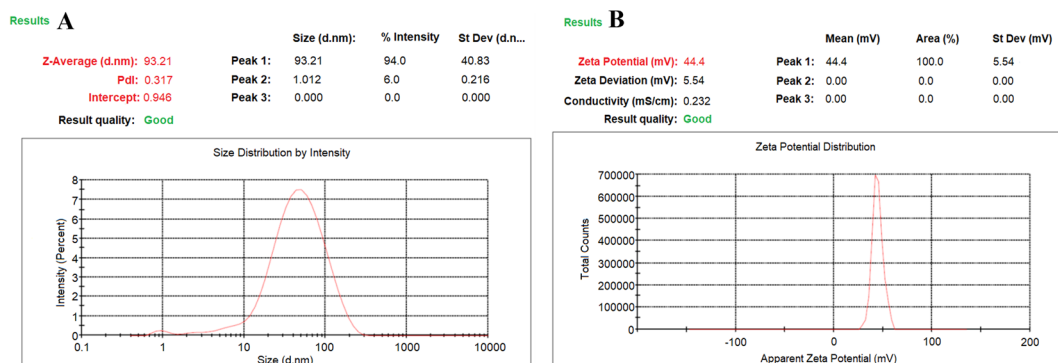 Results A
Size (d.nm): % Intensity St Dev (d.n...
Z-Average (d.nm): 93.21 Peak 1: 93.21 94.0 40.83
PdI: 0.317 Peak 2: 1.012 6.0 0.216
Intercept: 0.946 Peak 3: 0.000 0.0 0.000
Result quality: Good
Size Distribution by Intensity
Intensity (Percent)
8
7
6
5
4
3
2
1
0
0.1 1 10 100 1000 10000
Size (d.nm)
Results B
Mean (mV) Area (%) St Dev (mV)
Zeta Potential (mV): 44.4 Peak 1: 44.4 100.0 5.54
Zeta Deviation (mV): 5.54 Peak 2: 0.00 0.0 0.00
Conductivity (mS/cm): 0.232 Peak 3: 0.00 0.0 0.00
Result quality: Good
Zeta Potential Distribution
Total Counts
700000
600000
500000
400000
300000
200000
100000
0
-100 0 100 200
Apparent Zeta Potential (mV)